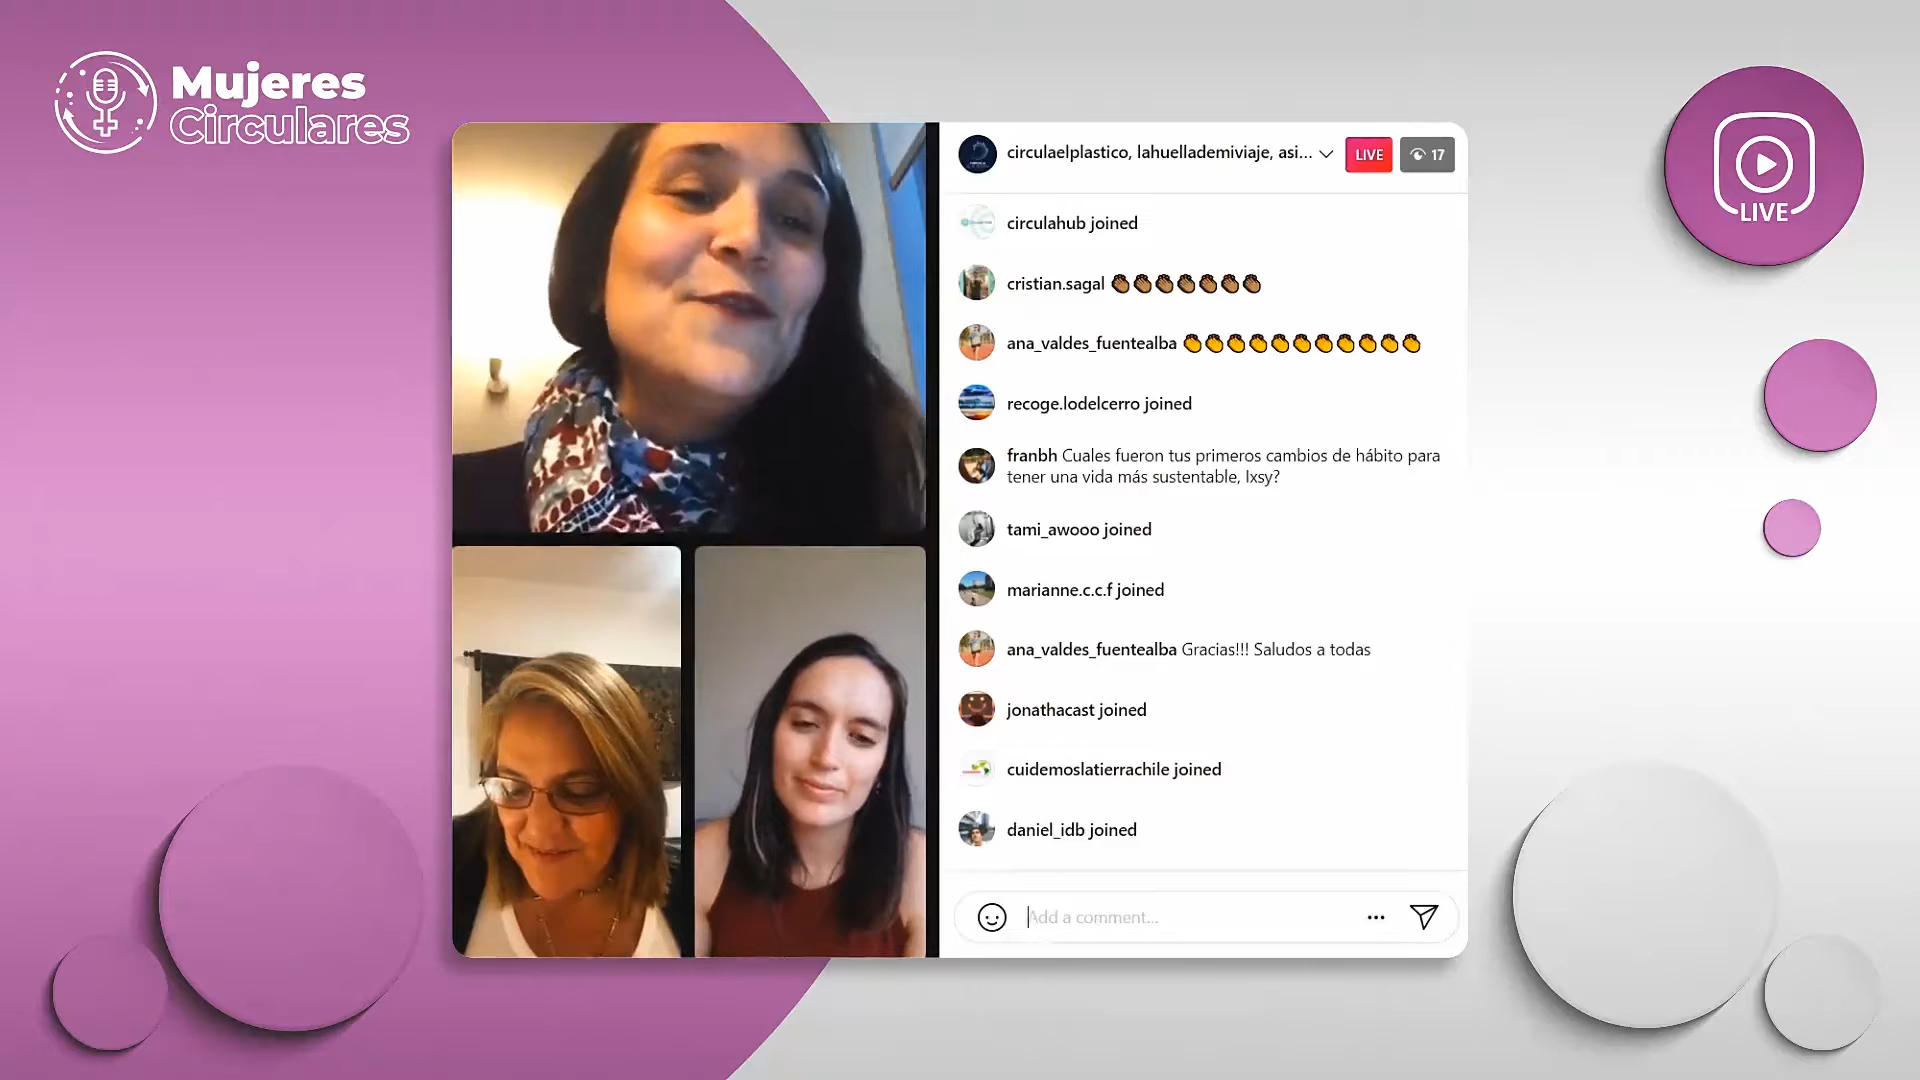 Mujeres
Circulares
circulaelplastico, lahuellademiviaje, asi...
LIVE
17
LIVE
circulahub joined
cristian.sagal 👏🏽👏🏽👏🏽👏🏽👏🏽👏🏽👏🏽
ana_valdes_fuentealba 👏👏👏👏👏👏👏👏👏👏👏
recoge.lodelcerro joined
franbh Cuales fueron tus primeros cambios de hábito para
tener una vida más sustentable, Ixsy?
tami_awooo joined
marianne.c.c.f joined
ana_valdes_fuentealba Gracias!!! Saludos a todas
jonathacast joined
cuidemoslatierrachile joined
daniel_idb joined
Add a comment...